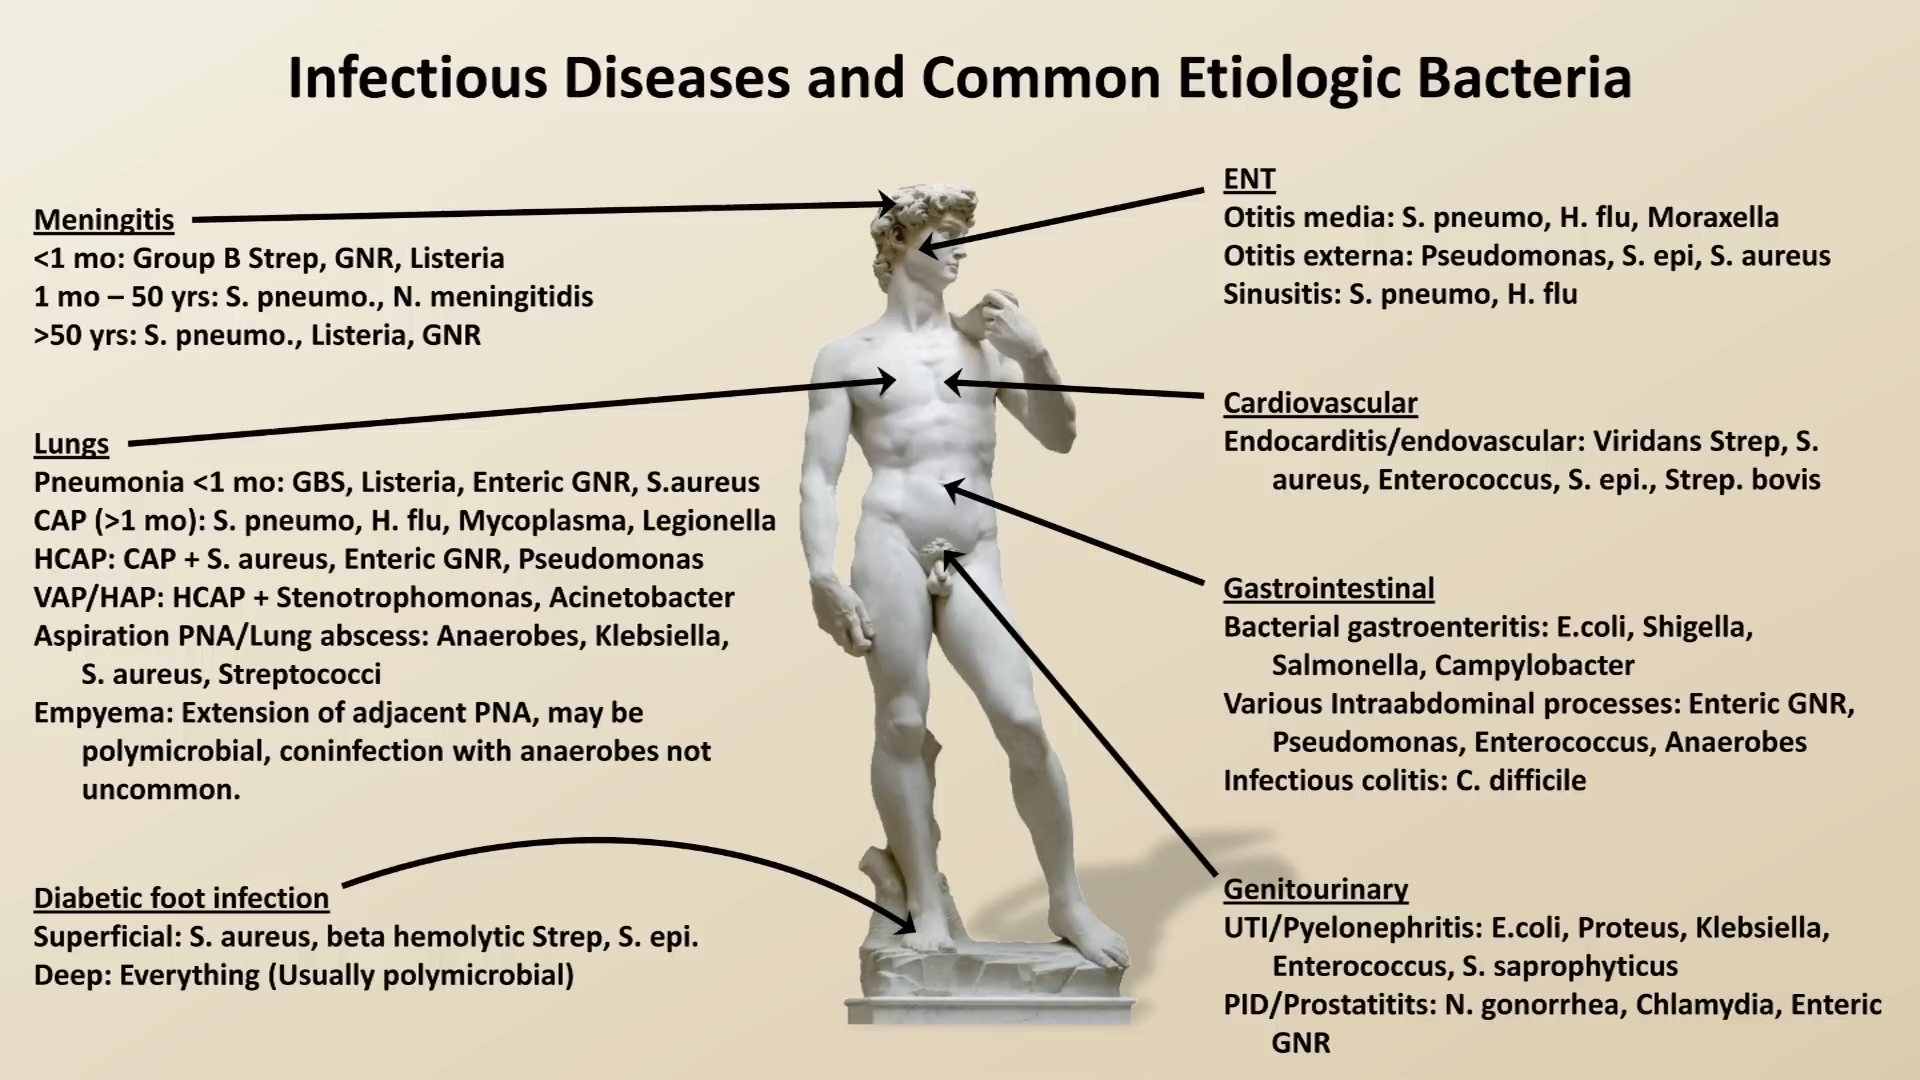 Infectious Diseases and Common Etiologic Bacteria
Meningitis
<1 mo: Group B Strep, GNR, Listeria
1 mo – 50 yrs: S. pneumo., N. meningitidis
>50 yrs: S. pneumo., Listeria, GNR
Lungs
Pneumonia <1 mo: GBS, Listeria, Enteric GNR, S.aureus
CAP (>1 mo): S. pneumo, H. flu, Mycoplasma, Legionella
HCAP: CAP + S. aureus, Enteric GNR, Pseudomonas
VAP/HAP: HCAP + Stenotrophomonas, Acinetobacter
Aspiration PNA/Lung abscess: Anaerobes, Klebsiella,
S. aureus, Streptococci
Empyema: Extension of adjacent PNA, may be
polymicrobial, coninfection with anaerobes not
uncommon.
Diabetic foot infection
Superficial: S. aureus, beta hemolytic Strep, S. epi.
Deep: Everything (Usually polymicrobial)
ENT
Otitis media: S. pneumo, H. flu, Moraxella
Otitis externa: Pseudomonas, S. epi, S. aureus
Sinusitis: S. pneumo, H. flu
Cardiovascular
Endocarditis/endovascular: Viridans Strep, S.
aureus, Enterococcus, S. epi., Strep. bovis
Gastrointestinal
Bacterial gastroenteritis: E.coli, Shigella,
Salmonella, Campylobacter
Various Intraabdominal processes: Enteric GNR,
Pseudomonas, Enterococcus, Anaerobes
Infectious colitis: C. difficile
Genitourinary
UTI/Pyelonephritis: E.coli, Proteus, Klebsiella,
Enterococcus, S. saprophyticus
PID/Prostatitits: N. gonorrhea, Chlamydia, Enteric
GNR